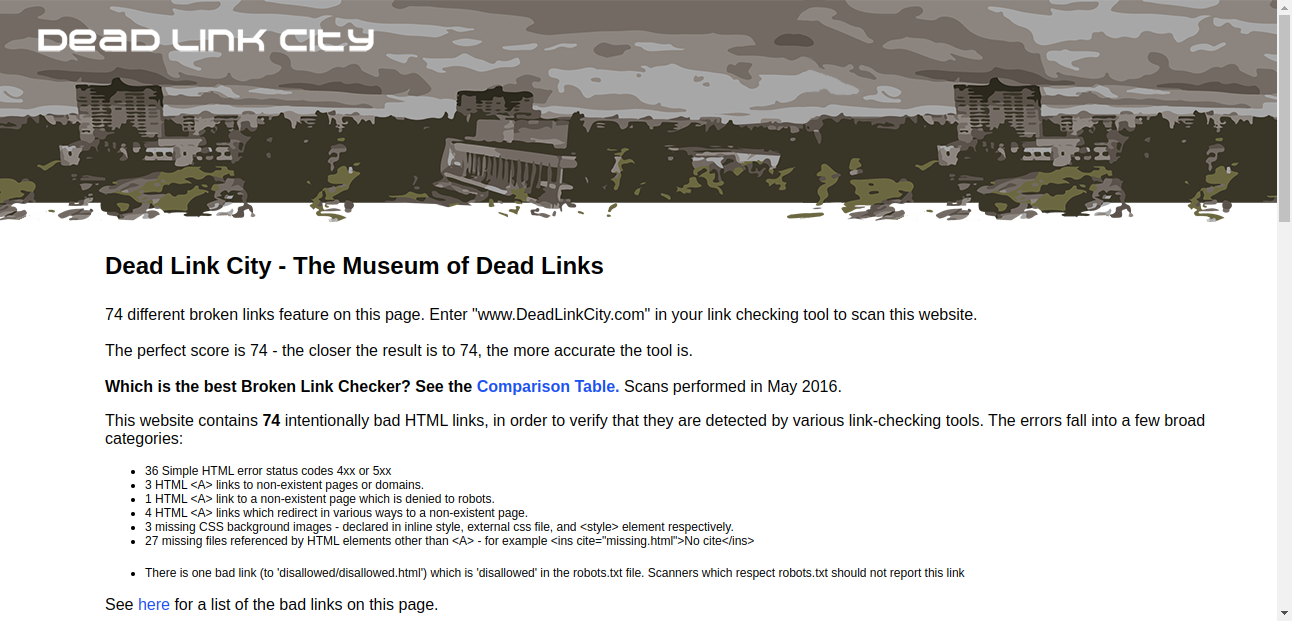 DEAD LINK CITY
Dead Link City - The Museum of Dead Links
74 different broken links feature on this page. Enter "www.DeadLinkCity.com" in your link checking tool to scan this website.
The perfect score is 74 - the closer the result is to 74, the more accurate the tool is.
Which is the best Broken Link Checker? See the Comparison Table. Scans performed in May 2016.
This website contains 74 intentionally bad HTML links, in order to verify that they are detected by various link-checking tools. The errors fall into a few broad
categories:
• 36 Simple HTML error status codes 4xx or 5xx
• 3 HTML <A> links to non-existent pages or domains.
• 1 HTML <A> link to a non-existent page which is denied to robots.
• 4 HTML <A> links which redirect in various ways to a non-existent page.
• 3 missing CSS background images - declared in inline style, external css file, and <style> element respectively.
• 27 missing files referenced by HTML elements other than <A> - for example <ins cite="missing.html">No cite</ins>
• There is one bad link (to 'disallowed/disallowed.html') which is 'disallowed' in the robots.txt file. Scanners which respect robots.txt should not report this link
See here for a list of the bad links on this page.